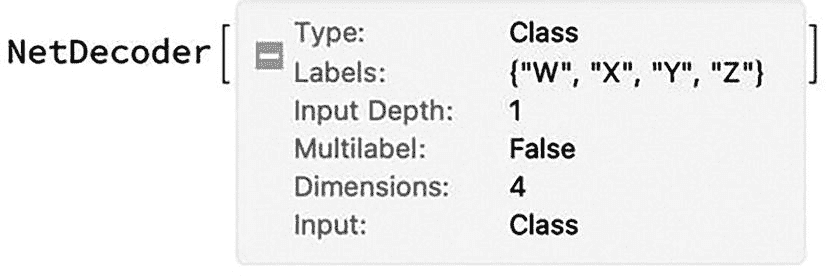 NetDecoder[
Type: Class
Labels: {"W", "X", "Y", "Z"}
Input Depth: 1
Multilabel: False
Dimensions: 4
Input: Class
]